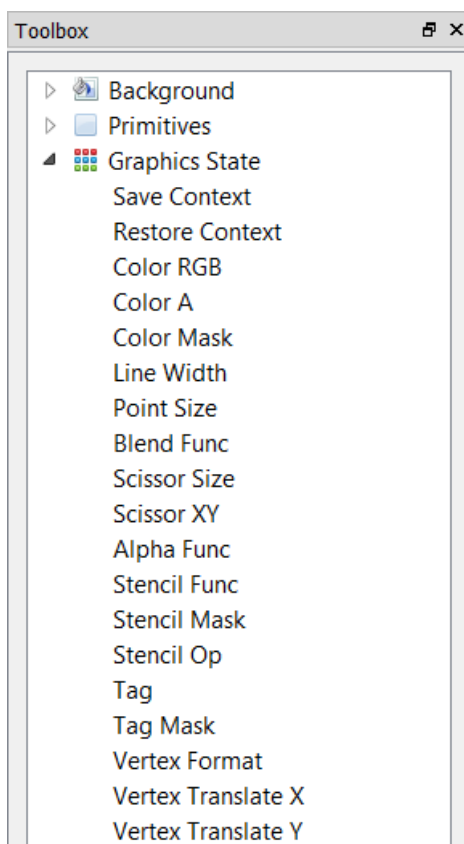 Toolbox
Background
Primitives
Graphics State
Save Context
Restore Context
Color RGB
Color A
Color Mask
Line Width
Point Size
Blend Func
Scissor Size
Scissor XY
Alpha Func
Stencil Func
Stencil Mask
Stencil Op
Tag
Tag Mask
Vertex Format
Vertex Translate X
Vertex Translate Y